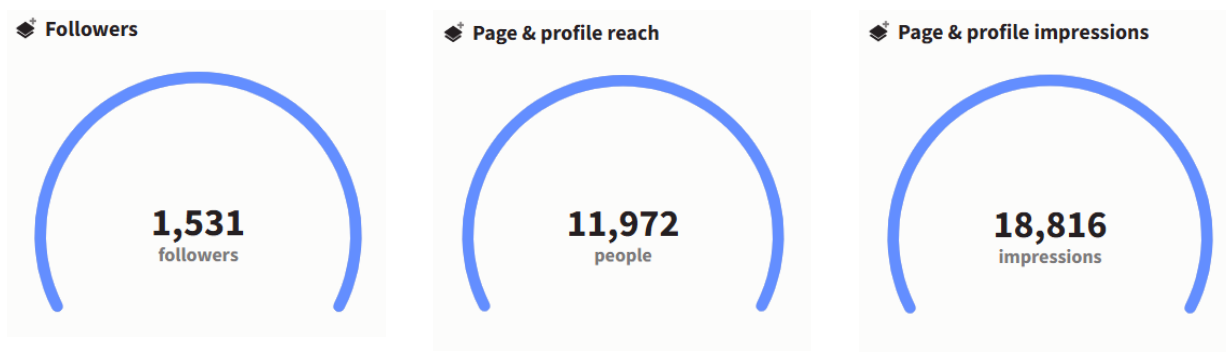 Followers
1,531
followers
Page & profile reach
11,972
people
Page & profile impressions
18,816
impressions